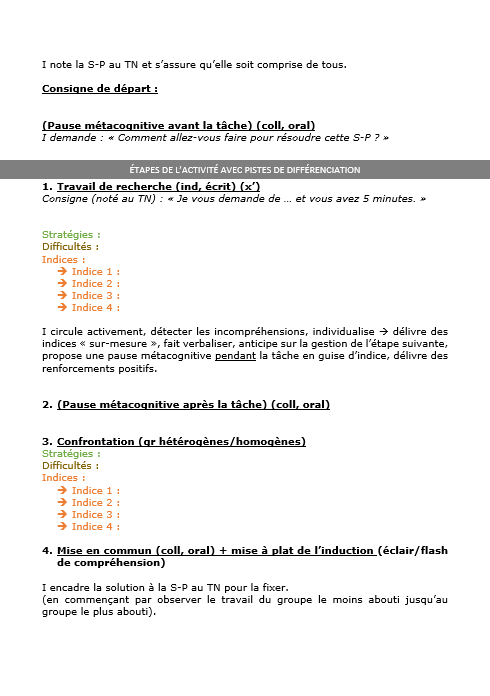 I note la S-P au TN et s’assure qu’elle soit comprise de tous.
Consigne de départ :
(Pause métacognitive avant la tâche) (coll, oral)
I demande : « Comment allez-vous faire pour résoudre cette S-P ? »
ÉTAPES DE L’ACTIVITÉ AVEC PISTES DE DIFFÉRENCIATION
1. Travail de recherche (ind, écrit) (x’)
Consigne (noté au TN) : « Je vous demande de … et vous avez 5 minutes. »
Stratégies :
Difficultés :
Indices :
→ Indice 1 :
→ Indice 2 :
→ Indice 3 :
→ Indice 4 :
I circule activement, détecter les incompréhensions, individualise → délivre des
indices « sur-mesure », fait verbaliser, anticipe sur la gestion de l’étape suivante,
propose une pause métacognitive pendant la tâche en guise d’indice, délivre des
renforcements positifs.
2. (Pause métacognitive après la tâche) (coll, oral)
3. Confrontation (gr hétérogènes/homogènes)
Stratégies :
Difficultés :
Indices :
→ Indice 1 :
→ Indice 2 :
→ Indice 3 :
→ Indice 4 :
4. Mise en commun (coll, oral) + mise à plat de l’induction (éclair/flash
de compréhension)
I encadre la solution à la S-P au TN pour la fixer.
(en commençant par observer le travail du groupe le moins abouti jusqu’au
groupe le plus abouti).